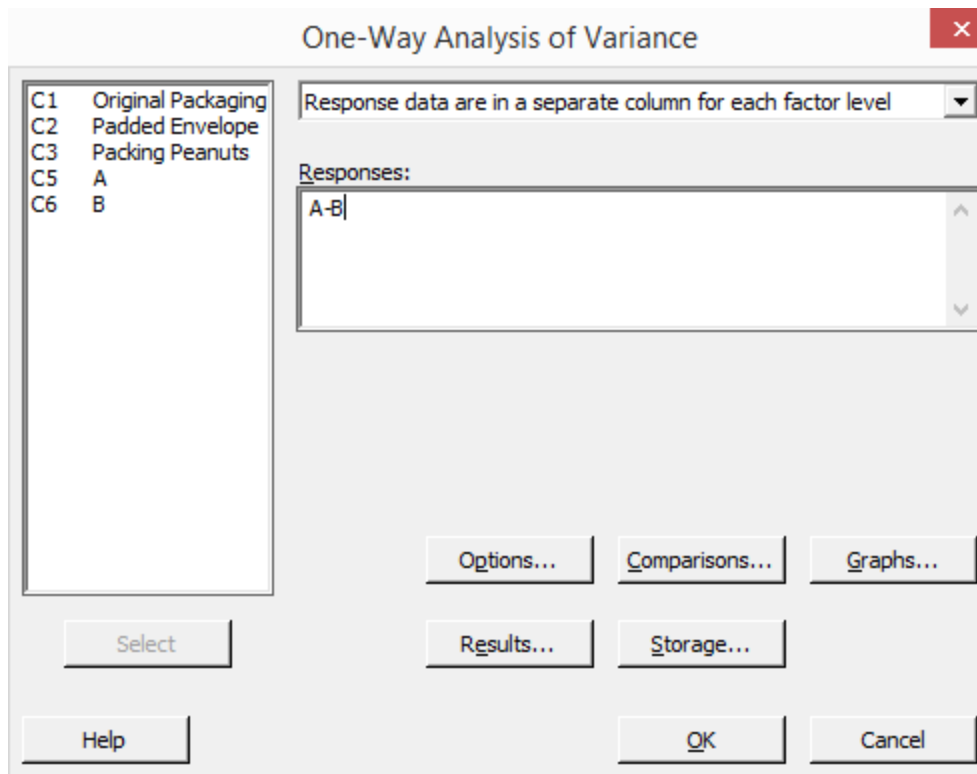 One-Way Analysis of Variance
C1 Original Packaging
C2 Padded Envelope
C3 Packing Peanuts
C5 A
C6 B
Response data are in a separate column for each factor level
Responses:
A-B
Options...
Comparisons...
Graphs...
Select
Results...
Storage...
Help
OK
Cancel